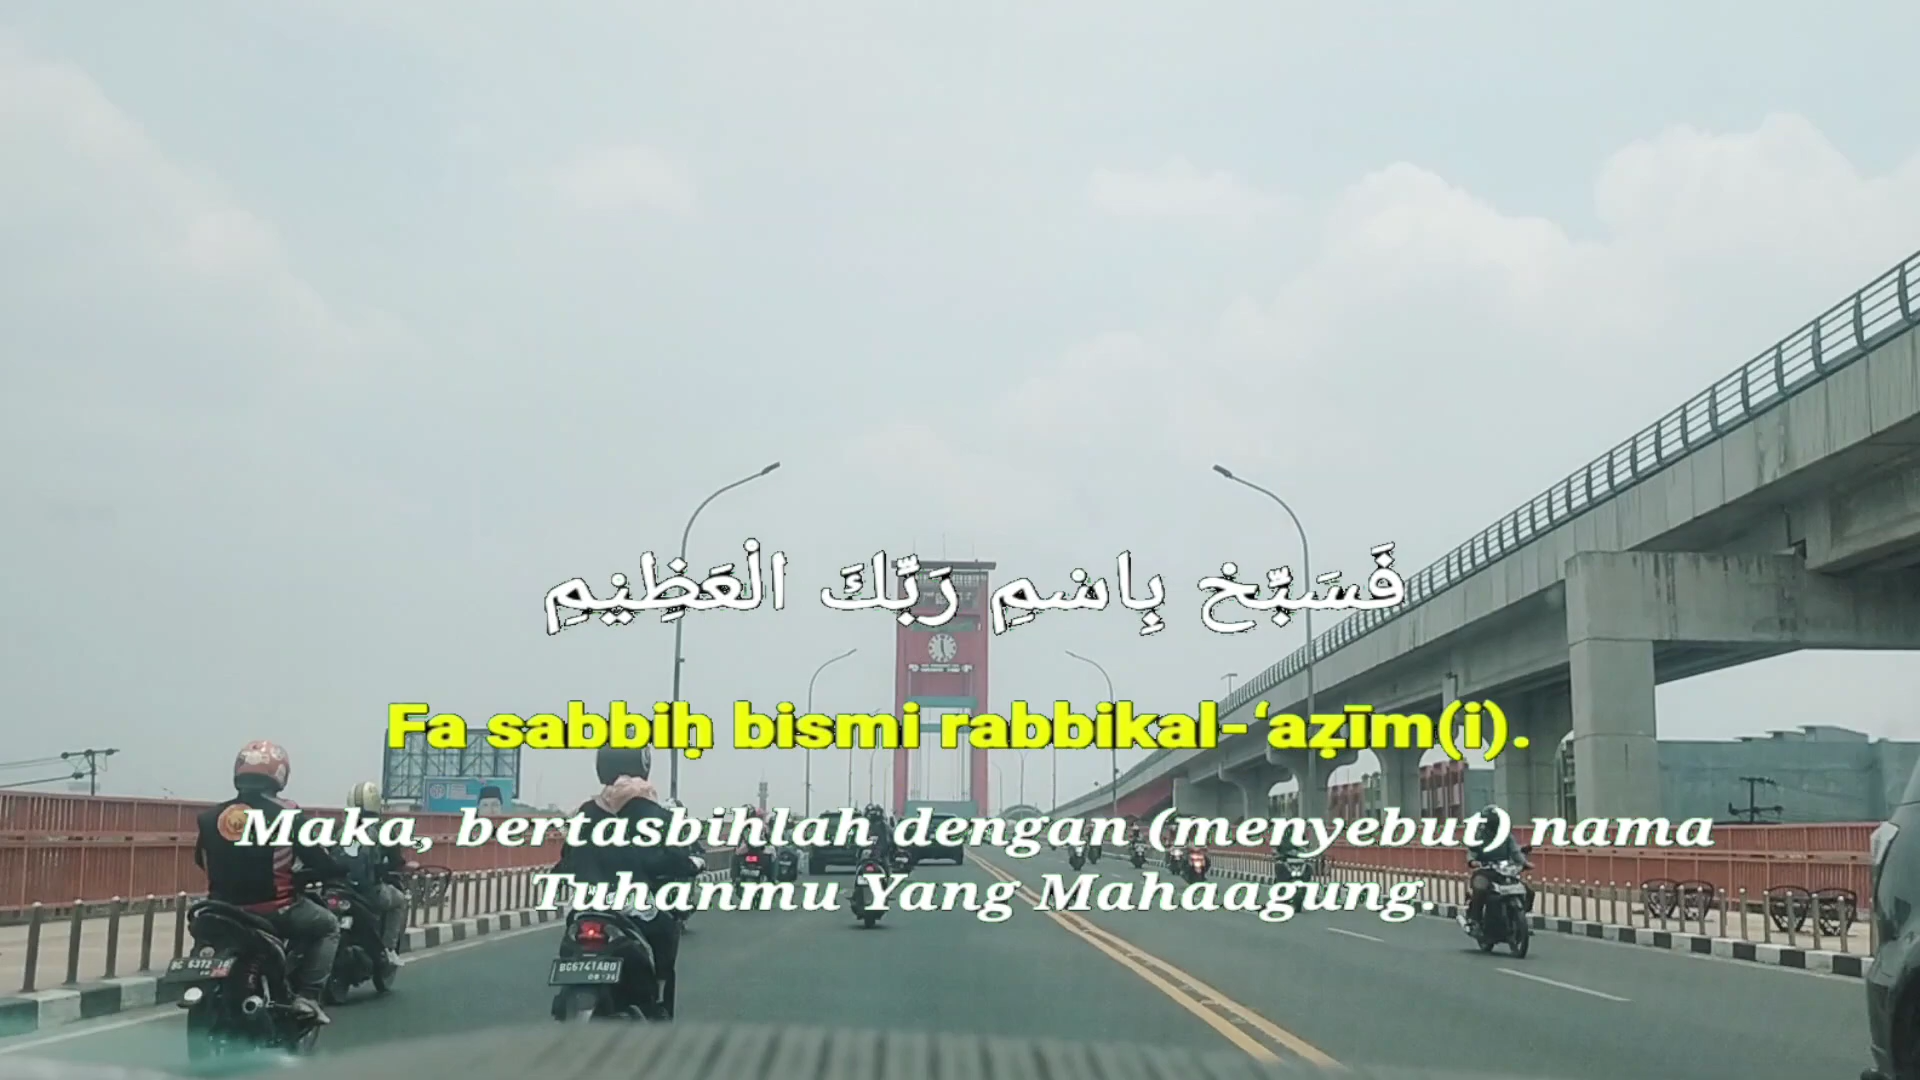 فَسَبِّحْ بِاسْمِ رَبِّكَ الْعَظِيمِ
Fa sabbiḥ bismi rabbikal-‘aẓīm(i).
Maka, bertasbihlah dengan (menyebut) nama
Tuhanmu Yang Mahaagung.